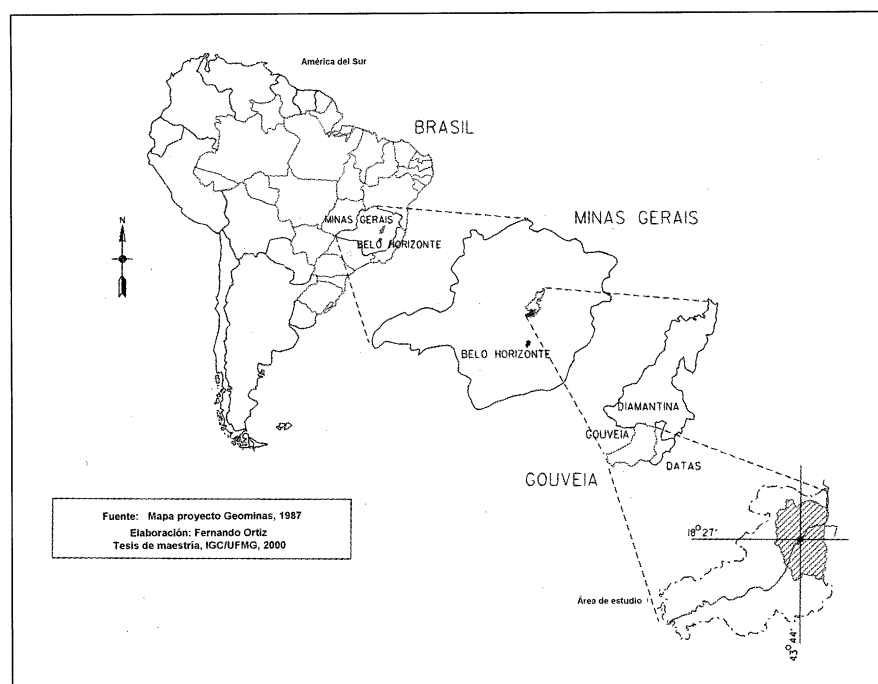 América del Sur
BRASIL
N
MINAS GERAIS
BELO HORIZONTE
MINAS GERAIS
BELO HORIZONTE
DIAMANTINA
GOUVEIA
DATAS
GOUVEIA
18°27'
Fuente: Mapa proyecto Geominas, 1987
Elaboración: Fernando Ortiz
Tesis de maestría, IGC/UFMG, 2000
Área de estudio
43°44'